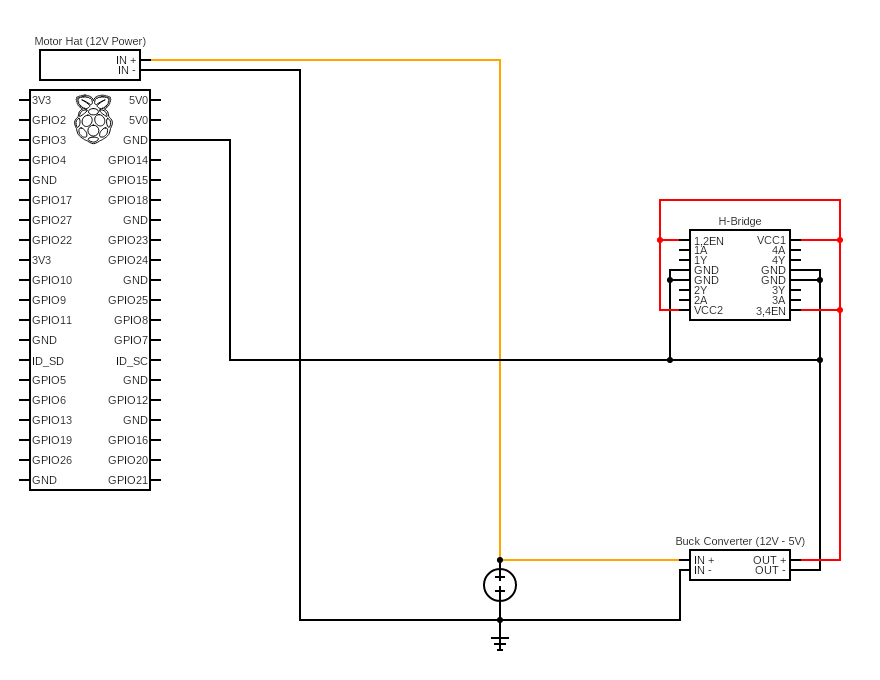 Motor Hat (12V Power)
IN +
IN -
3V3 5V0
GPIO2 5V0
GPIO3 GND
GPIO4 GPIO14
GND GPIO15
GPIO17 GPIO18
GPIO27 GND
GPIO22 GPIO23
3V3 GPIO24
GPIO10 GND
GPIO9 GPIO25
GPIO11 GPIO8
GND GPIO7
ID_SD ID_SC
GPIO5 GND
GPIO6 GPIO12
GPIO13 GND
GPIO19 GPIO16
GPIO26 GPIO20
GND GPIO21
H-Bridge
1,2EN VCC1
1A 4A
1Y 4Y
GND GND
GND GND
2Y 3Y
2A 3A
VCC2 3,4EN
Buck Converter (12V - 5V)
IN + OUT +
IN - OUT -